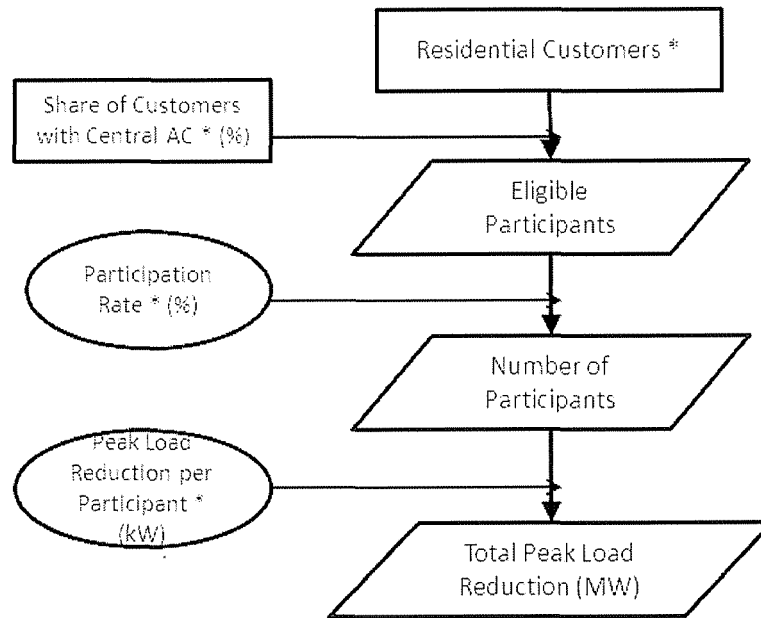 Residential Customers *
Share of Customers
with Central AC * (%)
Eligible
Participants
Participation
Rate * (%)
Number of
Participants
Peak Load
Reduction per
Participant *
(kW)
Total Peak Load
Reduction (MW)